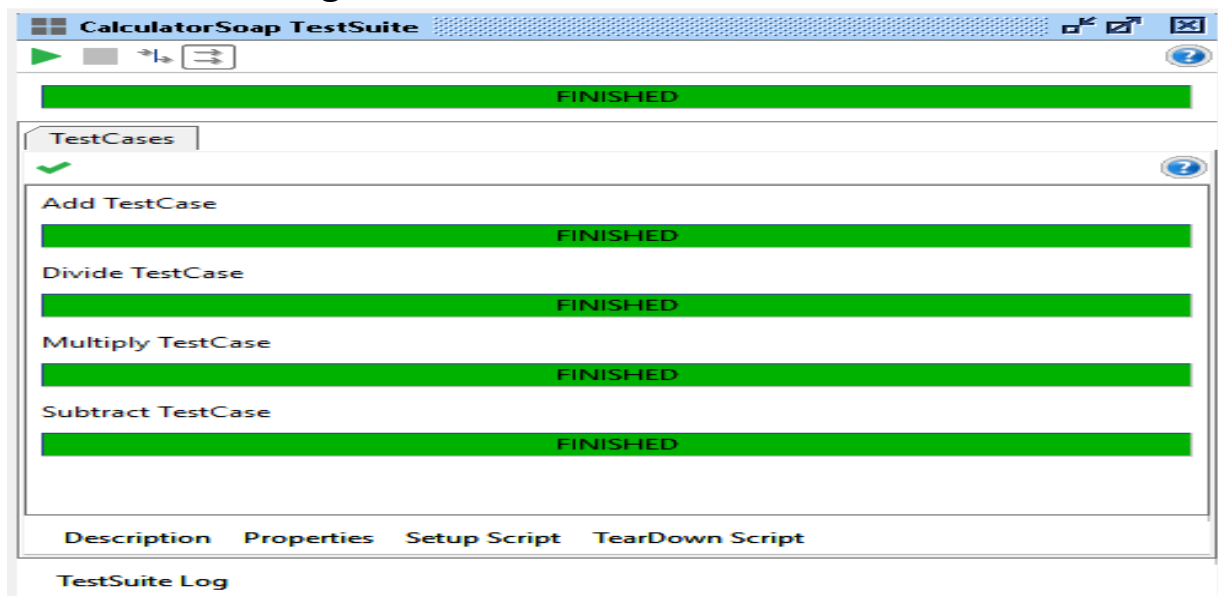 CalculatorSoap TestSuite
FINISHED
TestCases
Add TestCase
FINISHED
Divide TestCase
FINISHED
Multiply TestCase
FINISHED
Subtract TestCase
FINISHED
Description Properties Setup Script TearDown Script
TestSuite Log